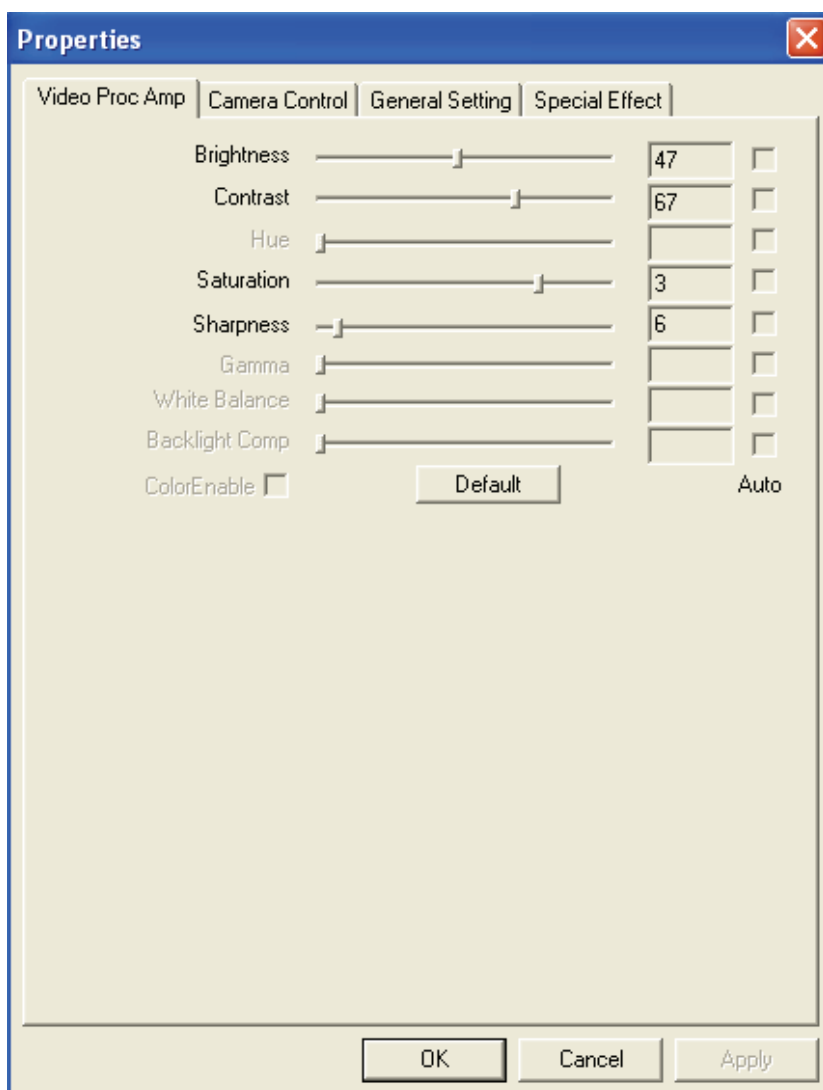 Properties
Video Proc Amp Camera Control General Setting Special Effect
Brightness 47
Contrast 67
Hue
Saturation 3
Sharpness 6
Gamma
White Balance
Backlight Comp
ColorEnable Default Auto
OK Cancel Apply